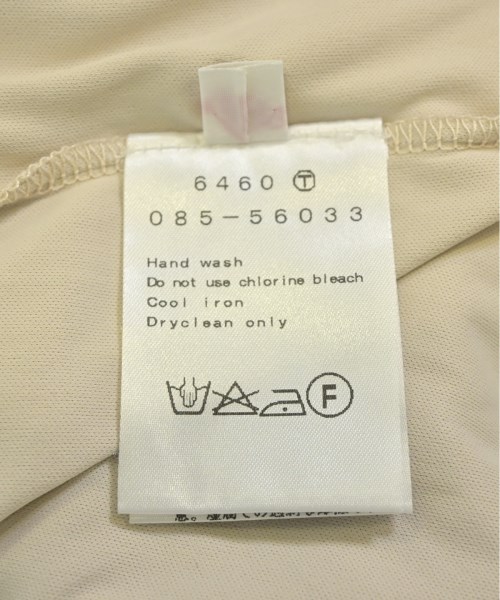 6460 Ⓣ
085-56033
Hand wash
Do not use chlorine bleach
Cool iron
Dryclean only
F